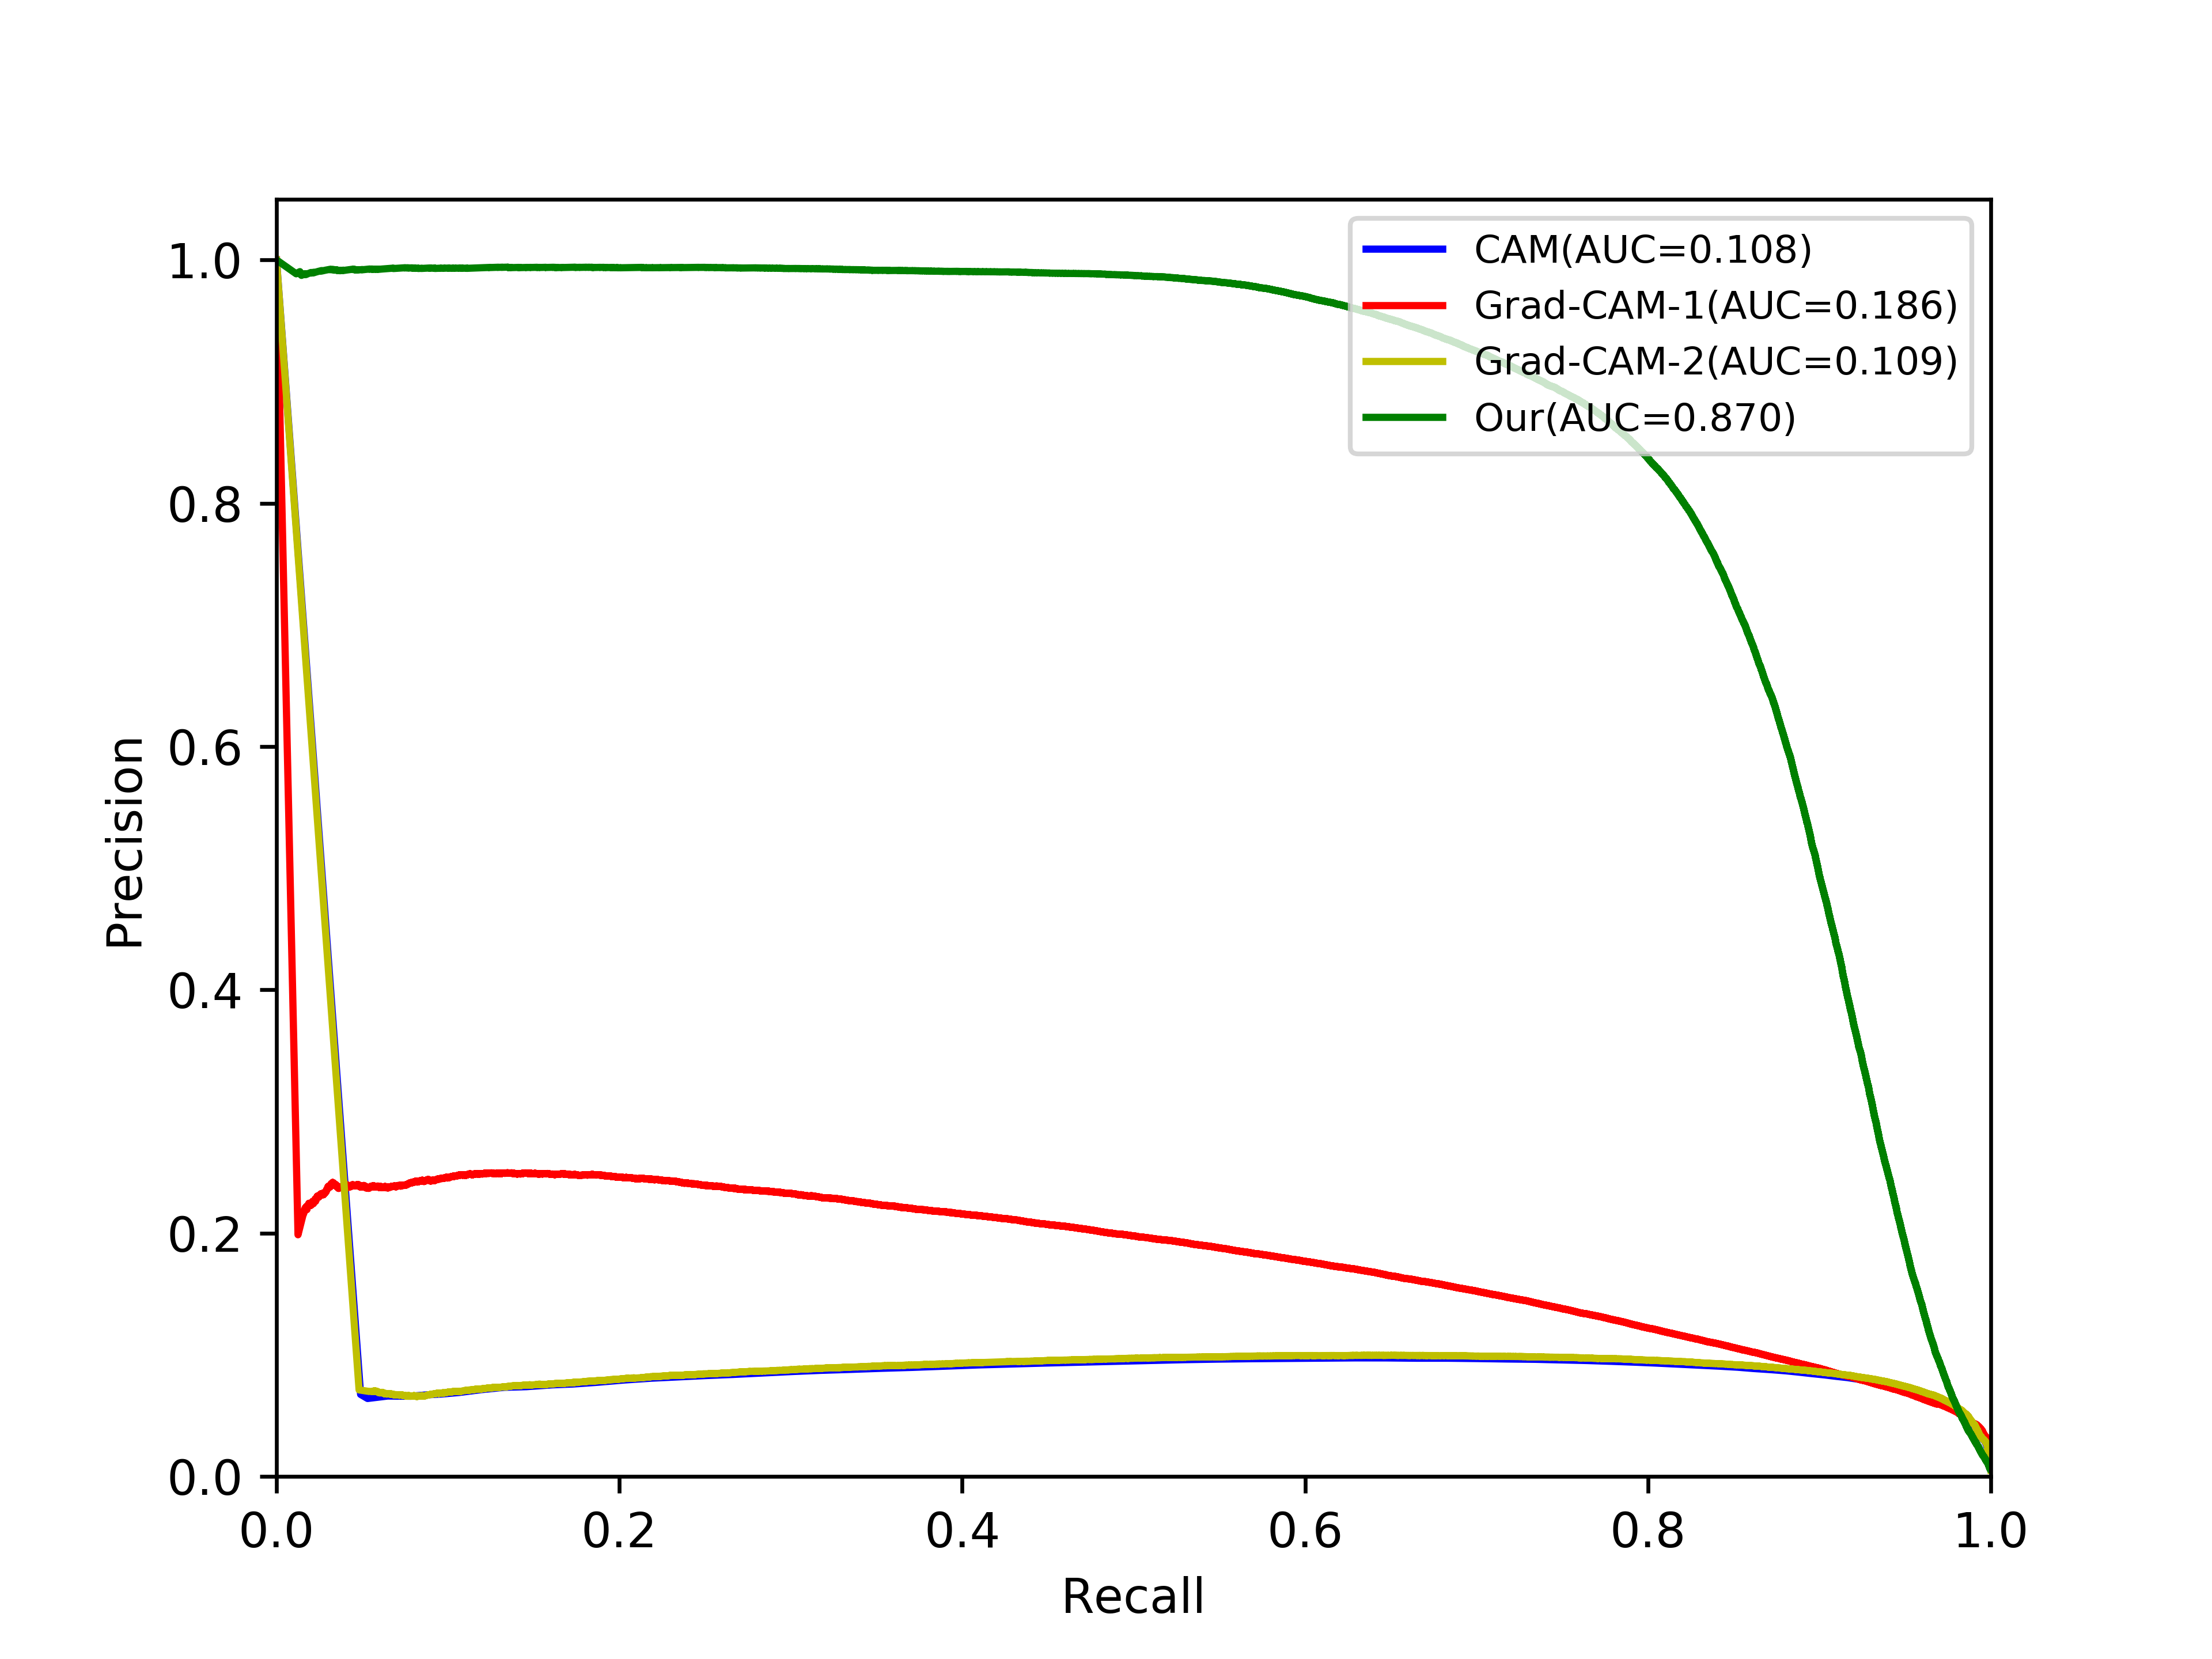 CAM(AUC=0.108)
Grad-CAM-1(AUC=0.186)
Grad-CAM-2(AUC=0.109)
Our(AUC=0.870)
1.0
0.8
0.6
0.4
0.2
0.0
Precision
0.0 0.2 0.4 0.6 0.8 1.0
Recall